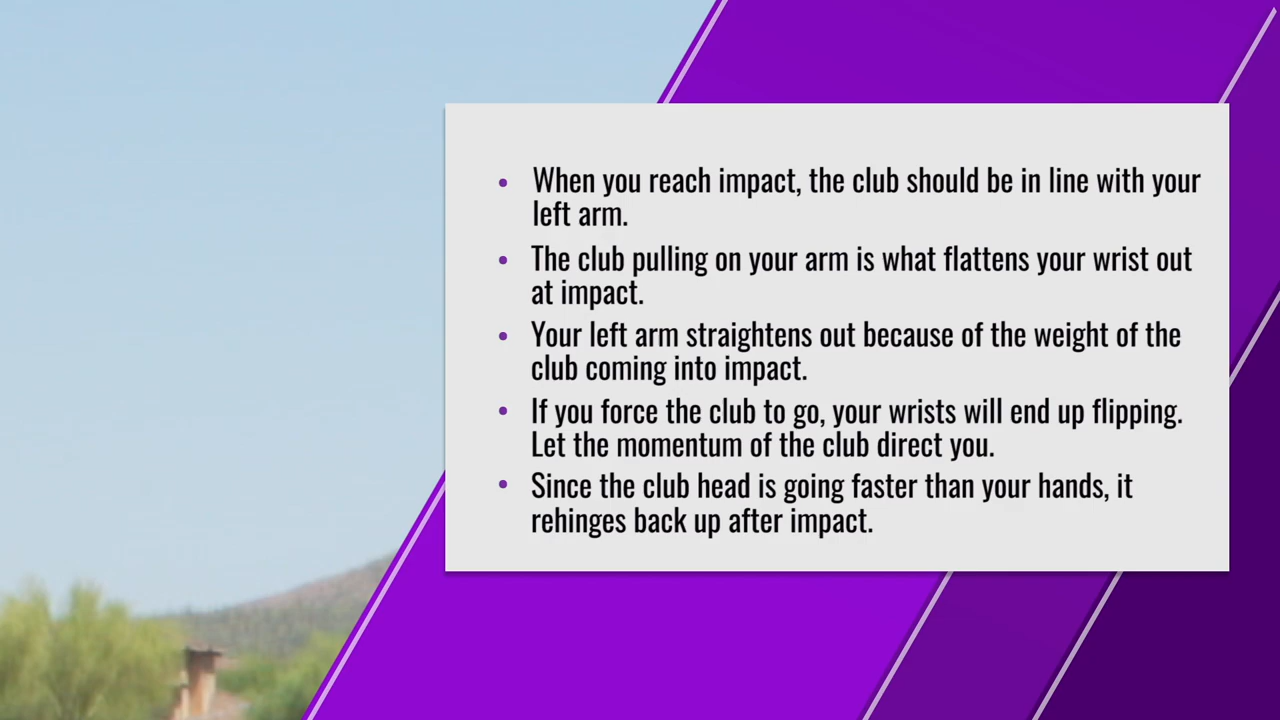 • When you reach impact, the club should be in line with your
left arm.
• The club pulling on your arm is what flattens your wrist out
at impact.
• Your left arm straightens out because of the weight of the
club coming into impact.
• If you force the club to go, your wrists will end up flipping.
Let the momentum of the club direct you.
• Since the club head is going faster than your hands, it
rehinges back up after impact.